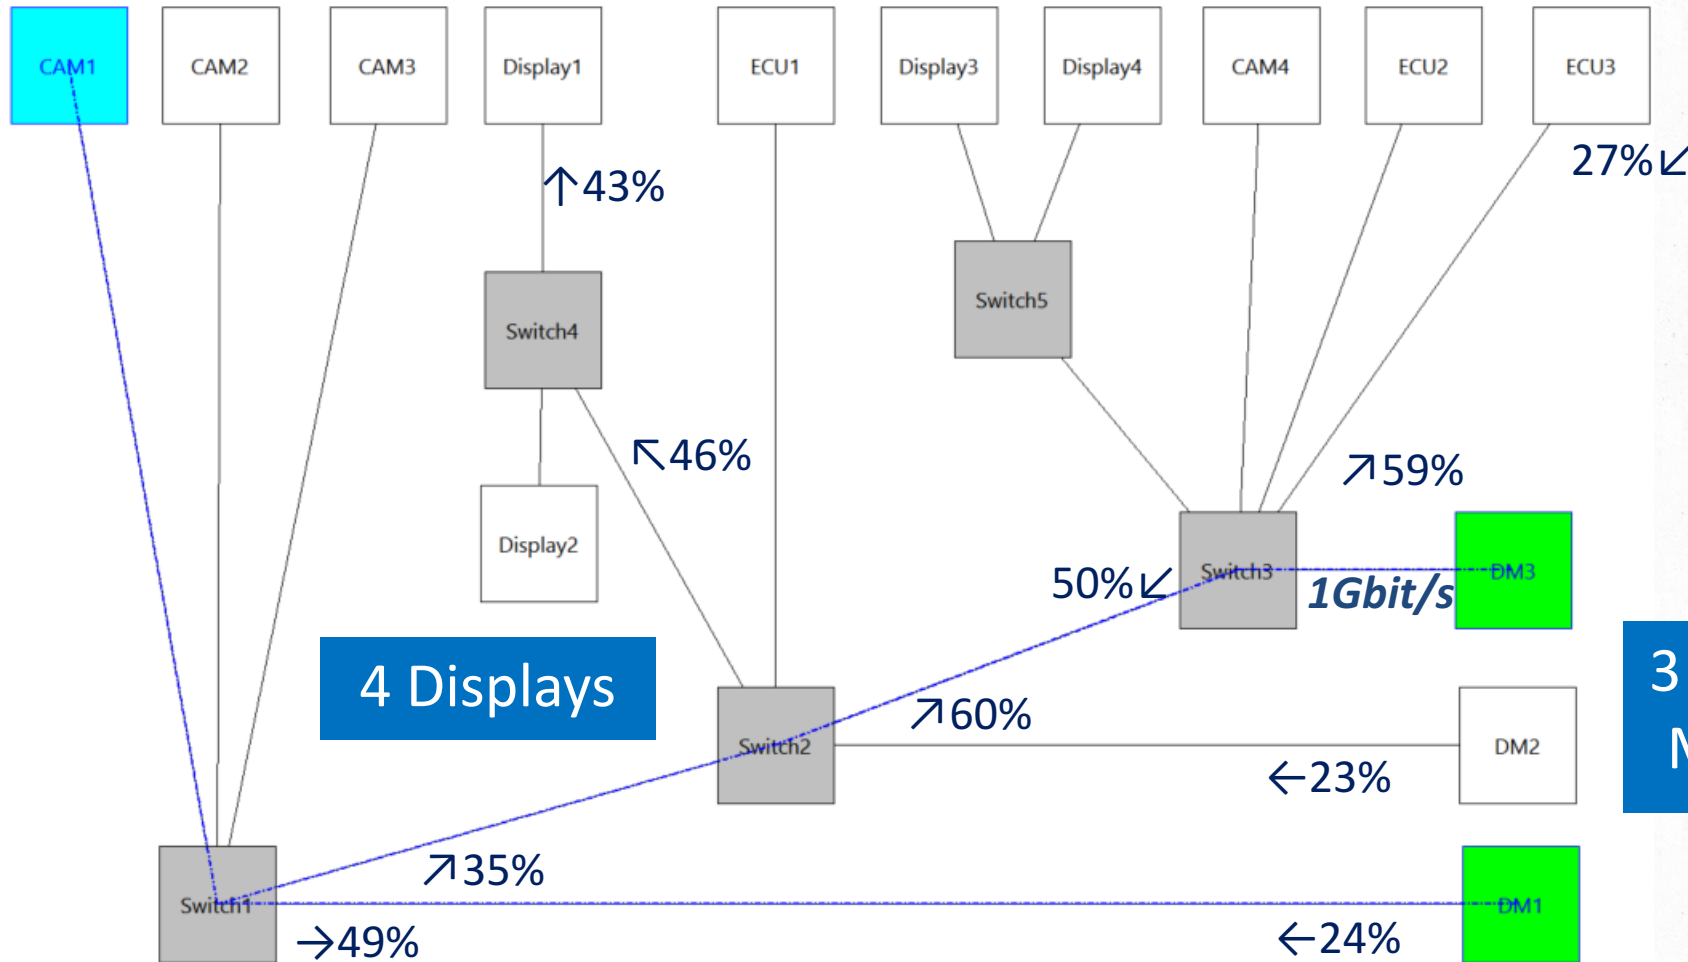 CAM1
CAM2
CAM3
Display1
ECU1
Display3
Display4
CAM4
ECU2
ECU3
27%↙
↑43%
Switch5
Switch4
↖46%
↗59%
Display2
50%↙
Switch3
1Gbit/s
DM3
4 Displays
3
M
↗60%
Switch2
DM2
←23%
↗35%
Switch1
DM1
→49%
←24%